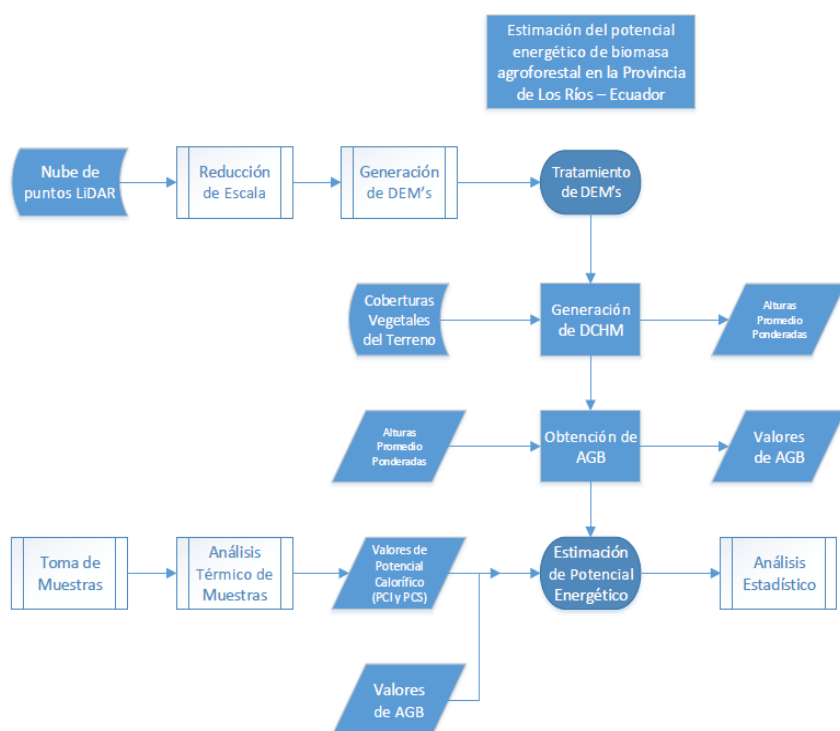 Estimación del potencial
energético de biomasa
agroforestal en la Provincia
de Los Ríos – Ecuador
Nube de
puntos LiDAR
Reducción
de Escala
Generación
de DEM's
Tratamiento
de DEM's
Coberturas
Vegetales
del Terreno
Generación
de DCHM
Alturas
Promedio
Ponderadas
Alturas
Promedio
Ponderadas
Obtención de
AGB
Valores
de AGB
Toma de
Muestras
Análisis
Térmico de
Muestras
Valores de
Potencial
Calorífico
(PCI y PCS)
Estimación
de Potencial
Energético
Análisis
Estadístico
Valores
de AGB